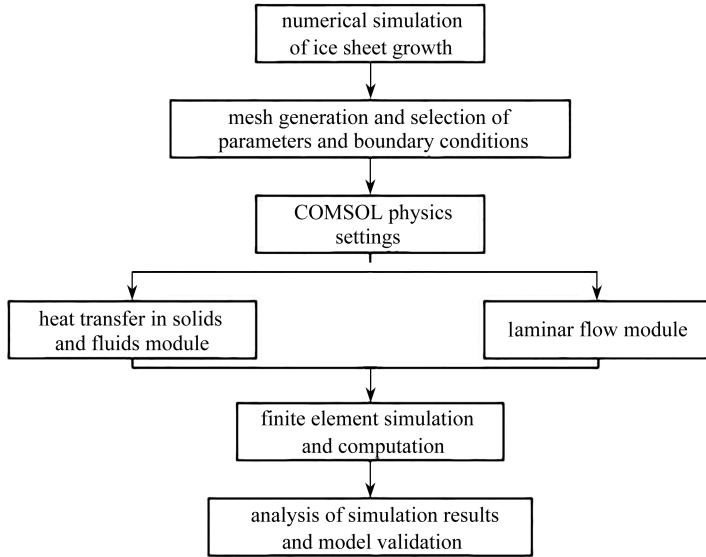 numerical simulation
of ice sheet growth
mesh generation and selection of
parameters and boundary conditions
COMSOL physics
settings
heat transfer in solids
and fluids module
laminar flow module
finite element simulation
and computation
analysis of simulation results
and model validation